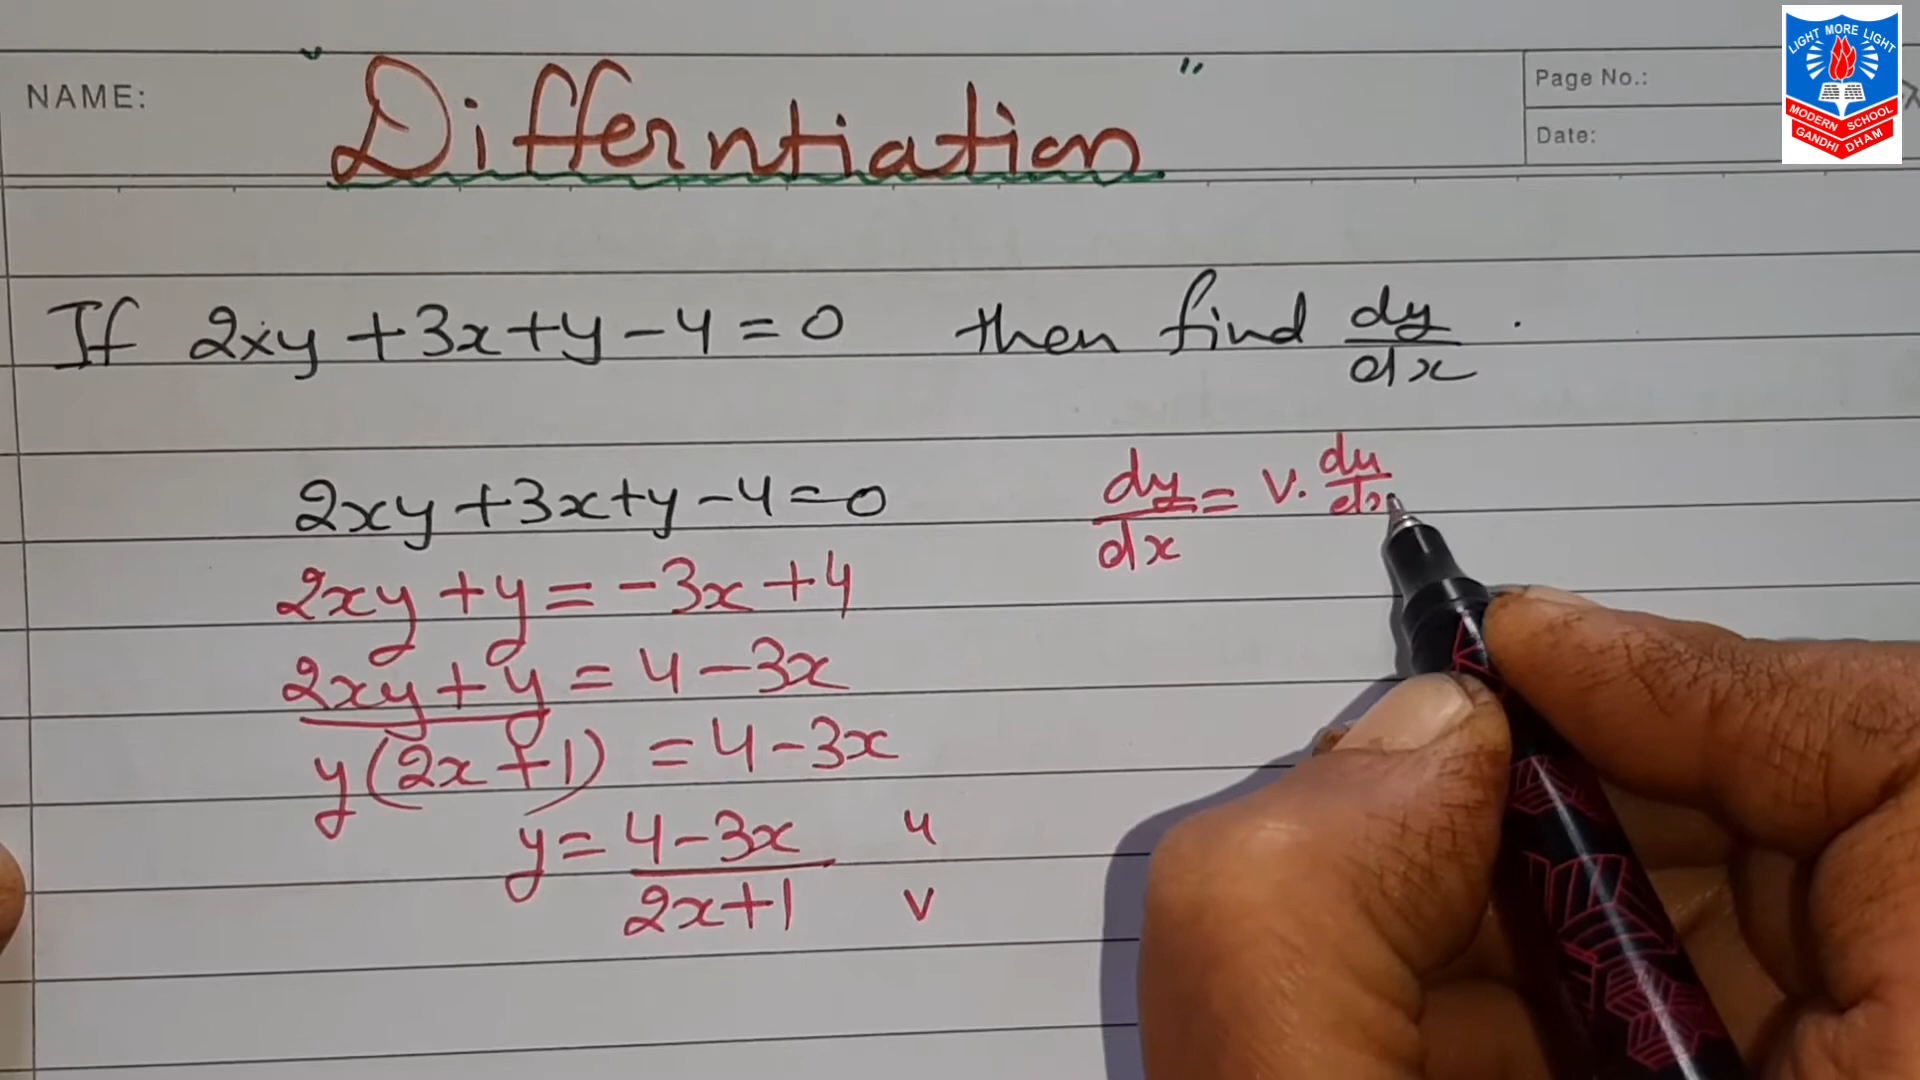 NAME:
"Differntiation"
Page No.:
Date:
LIGHT MORE LIGHT
MODERN SCHOOL
GANDHI DHAM
If 2xy + 3x + y - 4 = 0 then find dy/dx .
2xy + 3x + y - 4 = 0
2xy + y = -3x + 4
2xy + y = 4 - 3x
y(2x + 1) = 4 - 3x
y = 4 - 3x / 2x + 1
u
v
dy/dx = v. du/dx